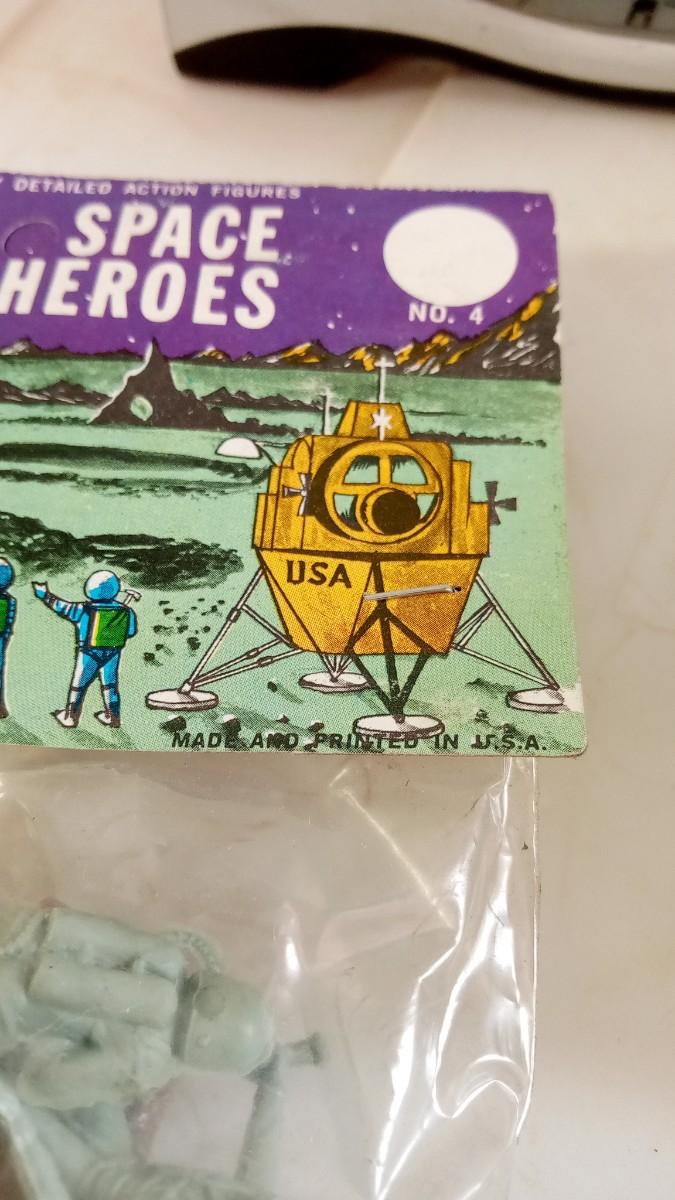 DETAILED ACTION FIGURES
SPACE
HEROES
NO. 4
USA
MADE AND PRINTED IN U.S.A.